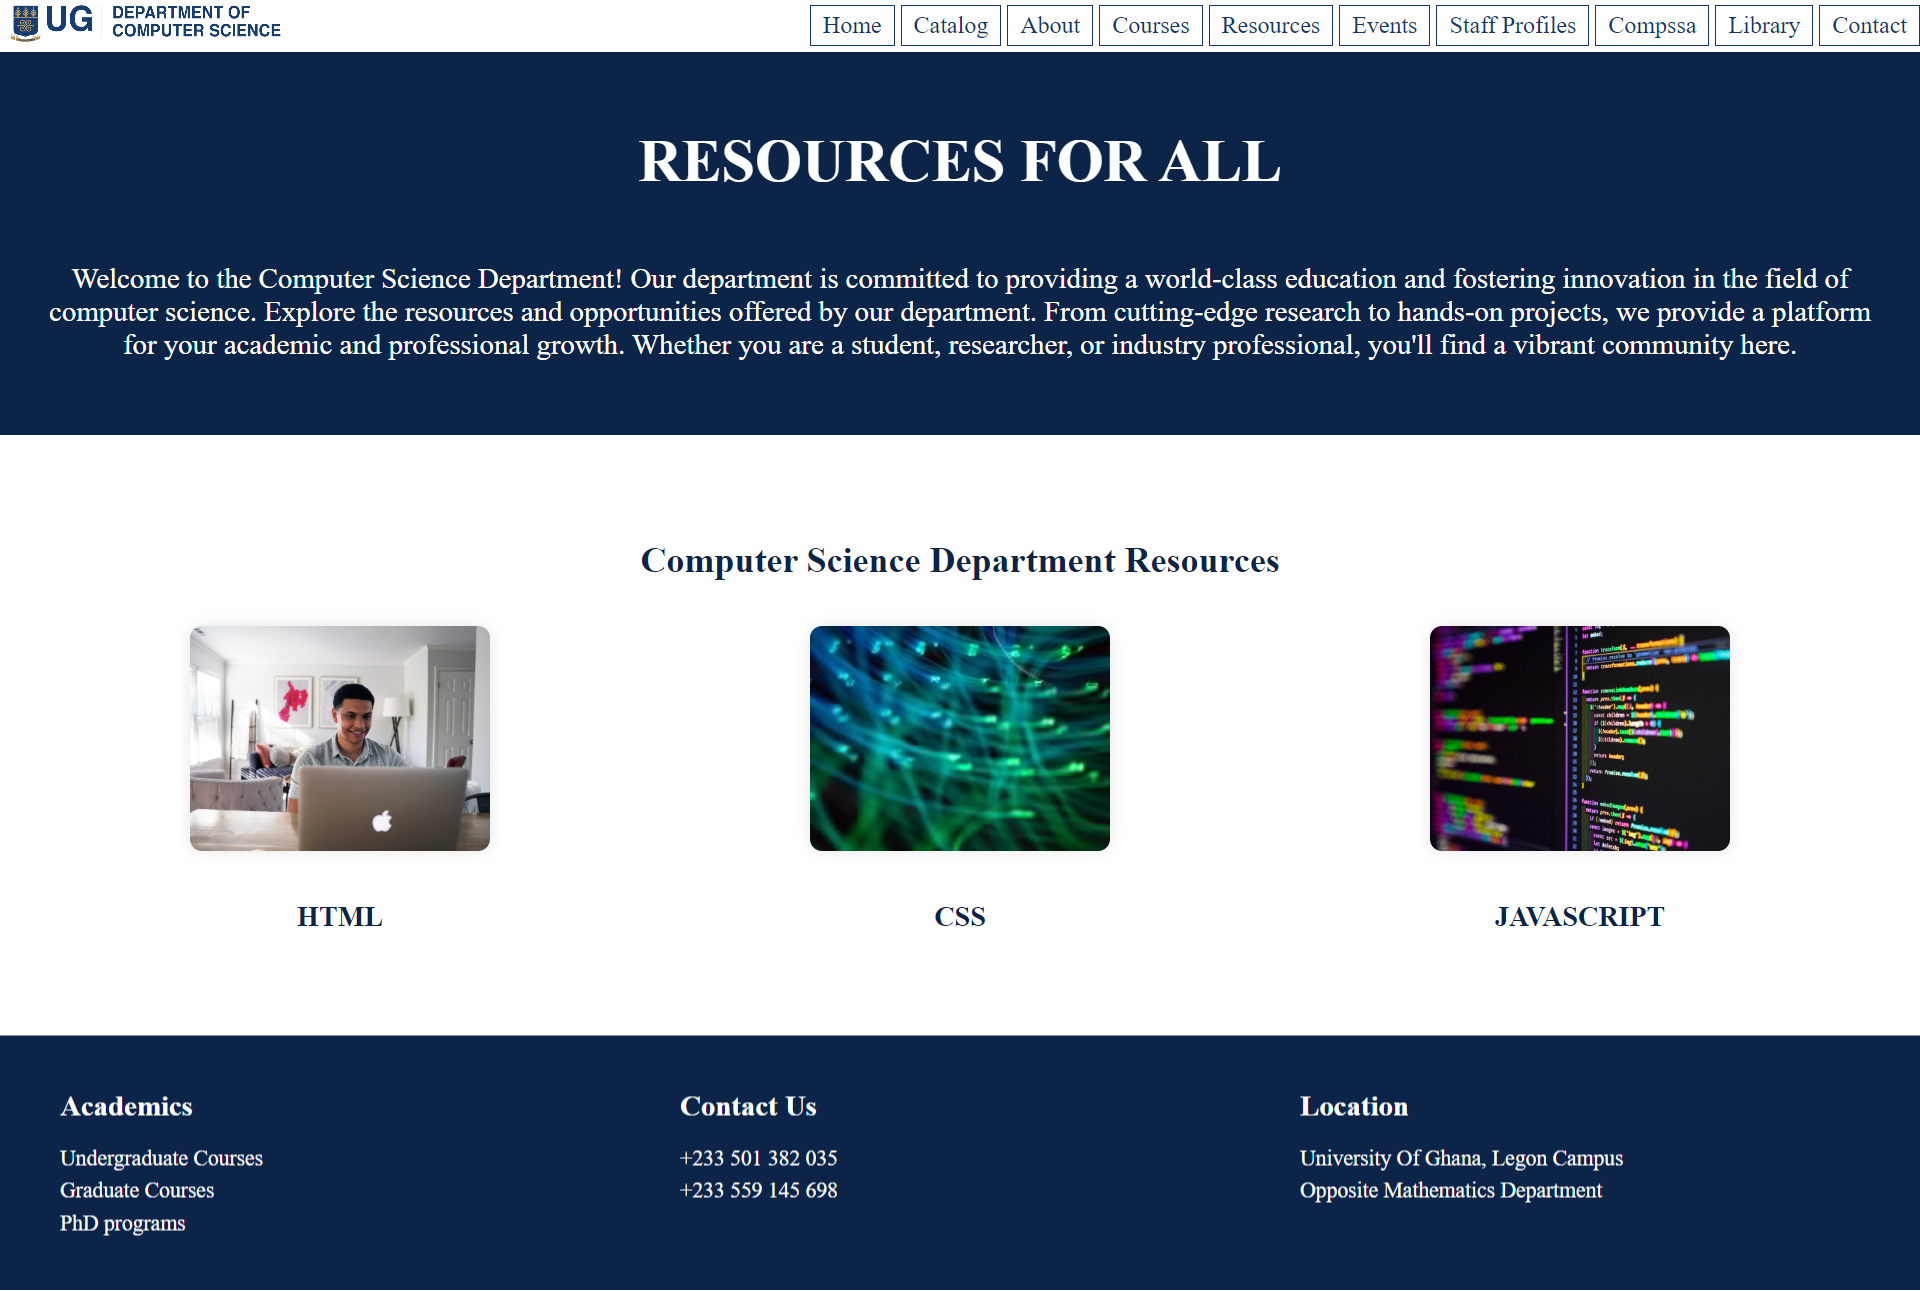 UG DEPARTMENT OF
COMPUTER SCIENCE
Home Catalog About Courses Resources Events Staff Profiles Compssa Library Contact
RESOURCES FOR ALL
Welcome to the Computer Science Department! Our department is committed to providing a world-class education and fostering innovation in the field of
computer science. Explore the resources and opportunities offered by our department. From cutting-edge research to hands-on projects, we provide a platform
for your academic and professional growth. Whether you are a student, researcher, or industry professional, you'll find a vibrant community here.
Computer Science Department Resources
HTML
CSS
JAVASCRIPT
Academics
Undergraduate Courses
Graduate Courses
PhD programs
Contact Us
+233 501 382 035
+233 559 145 698
Location
University Of Ghana, Legon Campus
Opposite Mathematics Department